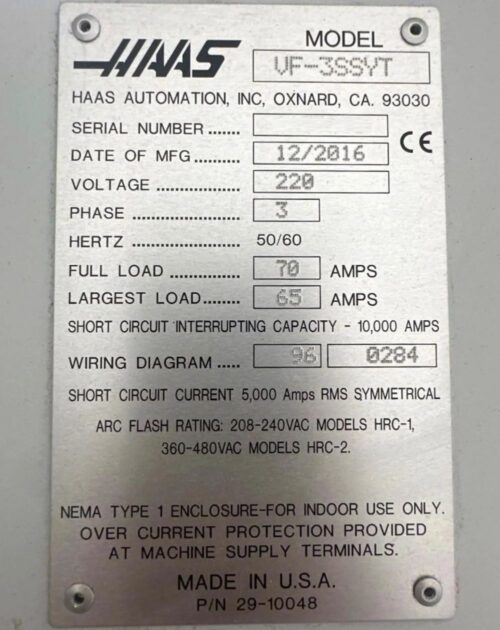 HAAS
MODEL
VF-3SSYT
HAAS AUTOMATION, INC, OXNARD, CA. 93030
SERIAL NUMBER .......
CE
DATE OF MFG .......... 12/2016
VOLTAGE .................... 220
PHASE ......................... 3
HERTZ ......................... 50/60
FULL LOAD ................ 70 AMPS
LARGEST LOAD........ 65 AMPS
SHORT CIRCUIT INTERRUPTING CAPACITY - 10,000 AMPS
WIRING DIAGRAM ..... 96 0284
SHORT CIRCUIT CURRENT 5,000 Amps RMS SYMMETRICAL
ARC FLASH RATING: 208-240VAC MODELS HRC-1,
360-480VAC MODELS HRC-2.
NEMA TYPE 1 ENCLOSURE-FOR INDOOR USE ONLY.
OVER CURRENT PROTECTION PROVIDED
AT MACHINE SUPPLY TERMINALS.
MADE IN U.S.A.
P/N 29-10048